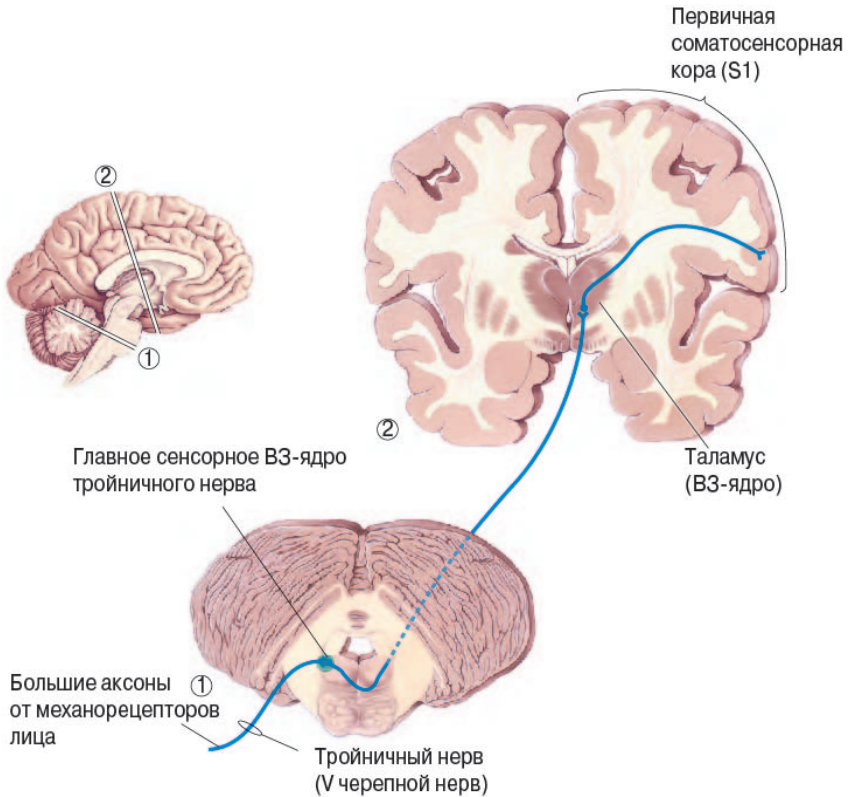 Первичная
соматосенсорная
кора (S1)
②
①
②
Главное сенсорное ВЗ-ядро
тройничного нерва
Таламус
(ВЗ-ядро)
Большие аксоны
от механорецепторов
лица
①
Тройничный нерв
(V черепной нерв)